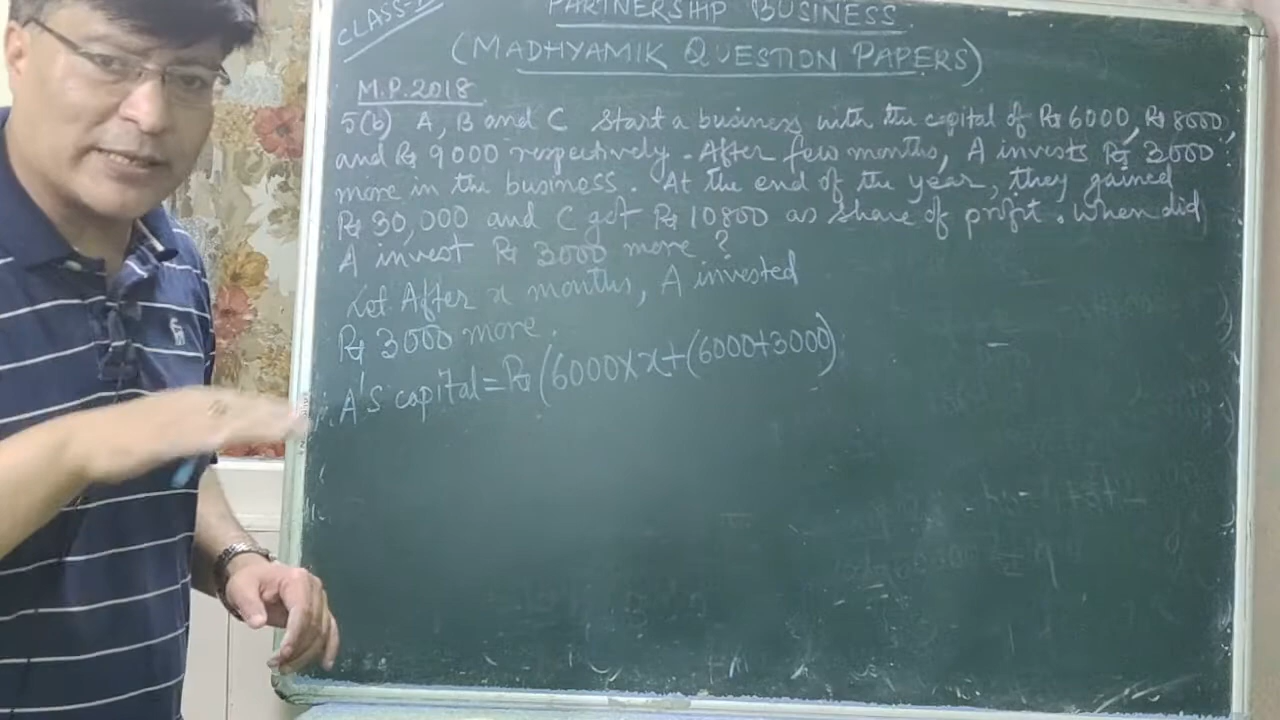 CLASS-X
PARTNERSHIP BUSINESS
(MADHYAMIK QUESTION PAPERS)
M.P.2018
5(b) A, B and C start a business with the capital of Rs 6000, Rs 8000,
and Rs 9000 respectively. After few months, A invests Rs 3000
more in the business. At the end of the year, they gained
Rs 30,000 and C got Rs 10800 as share of profit. When did
A invest Rs 3000 more?
Let After x months, A invested
Rs 3000 more.
∴ A's capital = Rs (6000 × x + (6000+3000)